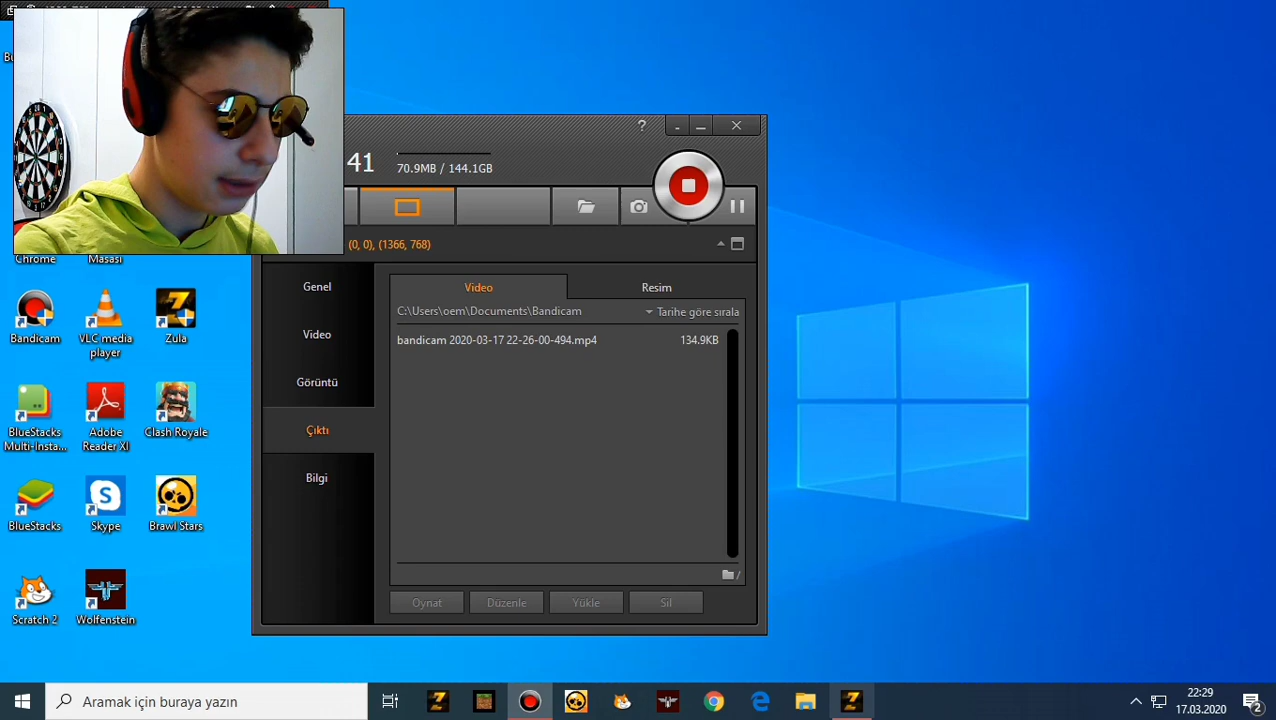 41
70.9MB / 144.1GB
(0, 0), (1366, 768)
Genel
Video
Görüntü
Çıktı
Bilgi
Video
Resim
C:\Users\oem\Documents\Bandicam
Tarihe göre sırala
bandicam 2020-03-17 22-26-00-494.mp4
134.9KB
Oynat
Düzenle
Yükle
Sil
Chrome
Masası
Bandicam
VLC media
player
Zula
BlueStacks
Multi-Insta...
Adobe
Reader XI
Clash Royale
BlueStacks
Skype
Brawl Stars
Scratch 2
Wolfenstein
Aramak için buraya yazın
22:29
17.03.2020
2